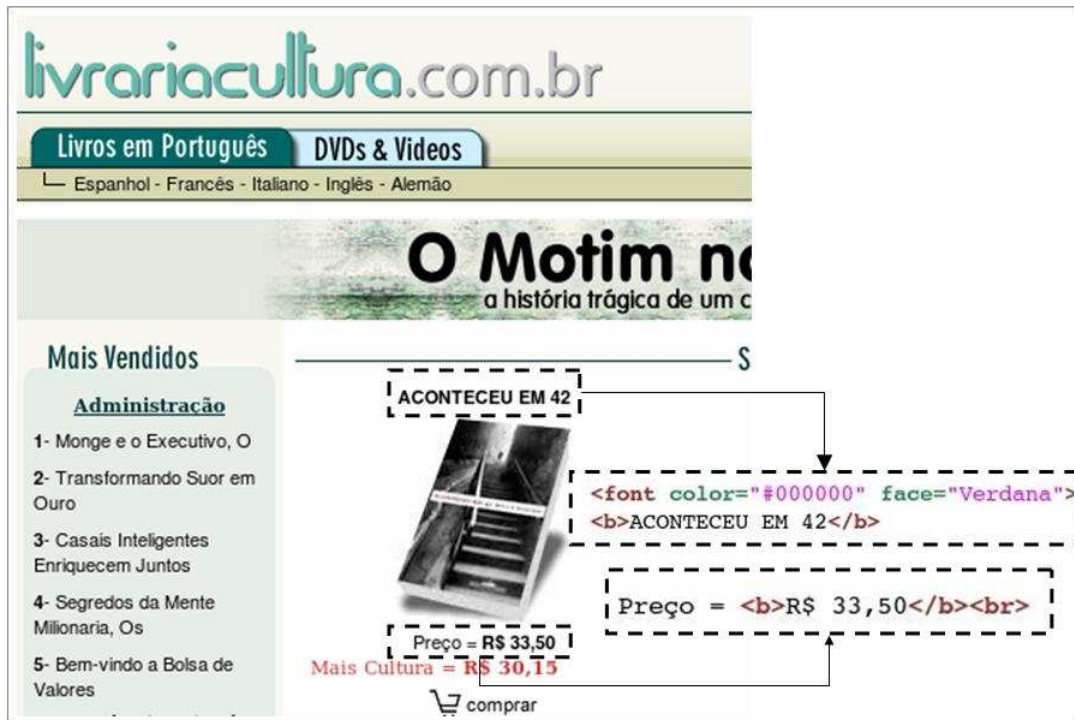 livrariacultura.com.br
Livros em Português
DVDs & Videos
Espanhol - Francês - Italiano - Inglês - Alemão
O Motim
a história trágica de um
Mais Vendidos
Administração
1- Monge e o Executivo, O
2- Transformando Suor em
Ouro
3- Casais Inteligentes
Enriquecem Juntos
4- Segredos da Mente
Milionaria, Os
5- Bem-vindo a Bolsa de
Valores
S
ACONTECEU EM 42
Preço = R$ 33,50
Mais Cultura = R$ 30,15
comprar
<font color="#000000" face="Verdana">
<b>ACONTECEU EM 42</b>
Preço = <b>R$ 33,50</b><br>